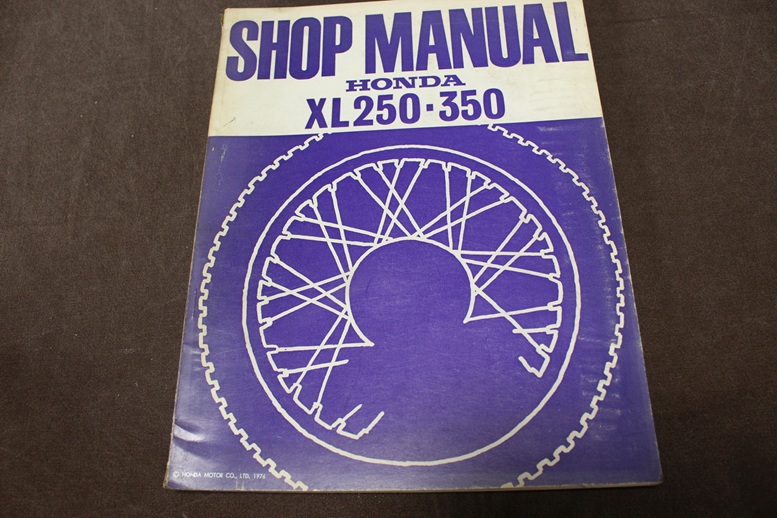 SHOP MANUAL
HONDA
XL250·350
© HONDA MOTOR CO., LTD. 1976